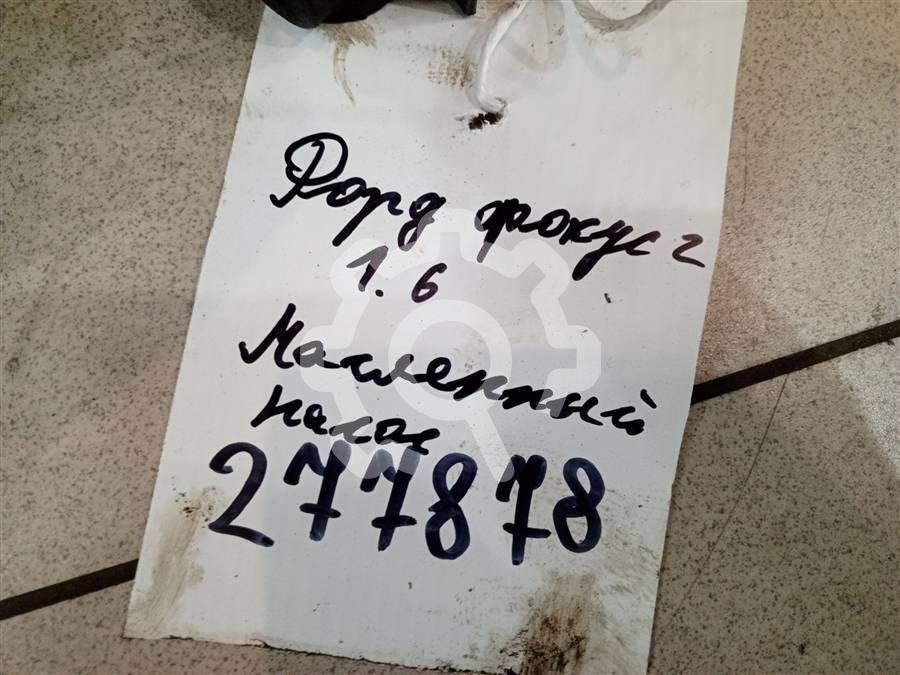 Форд фокус 2
1.6
Масленный
насос
277878